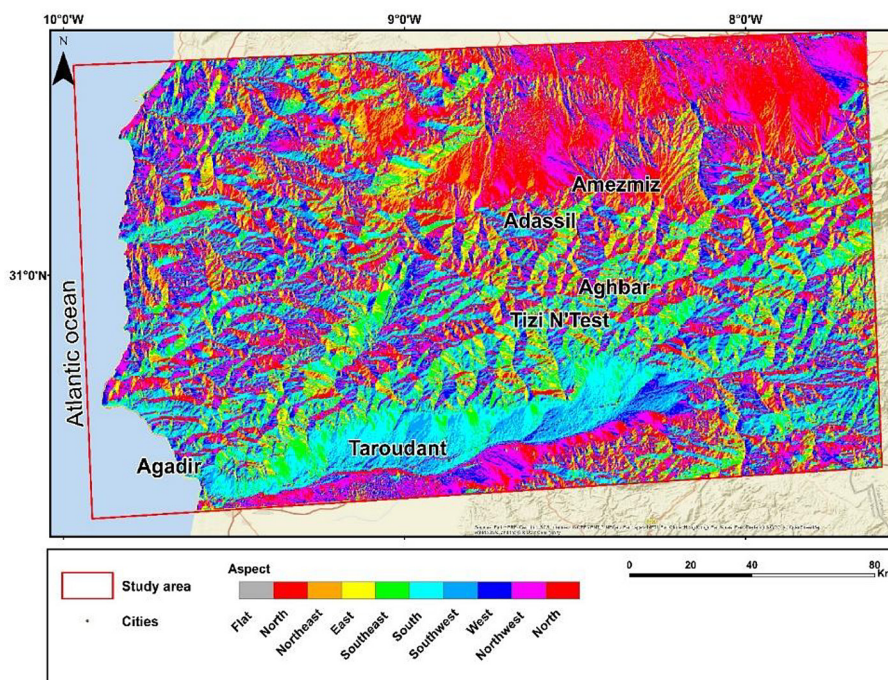 10°0'W 9°0'W 8°0'W
N
Amezmiz
Adassil
31°0'N
Aghbar
Tizi N'Test
Atlantic ocean
Taroudant
Agadir
Study area
Cities
Aspect
Flat
North
Northeast
East
Southeast
South
Southwest
West
Northwest
North
0 20 40 80
Km